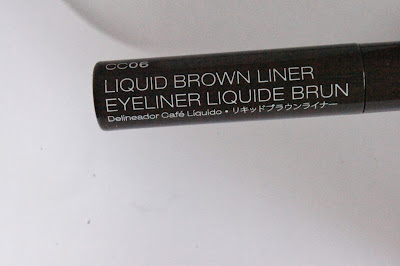 CC06
LIQUID BROWN LINER
EYELINER LIQUIDE BRUN
Delineador Café Líquido • リキッドブラウンライナー